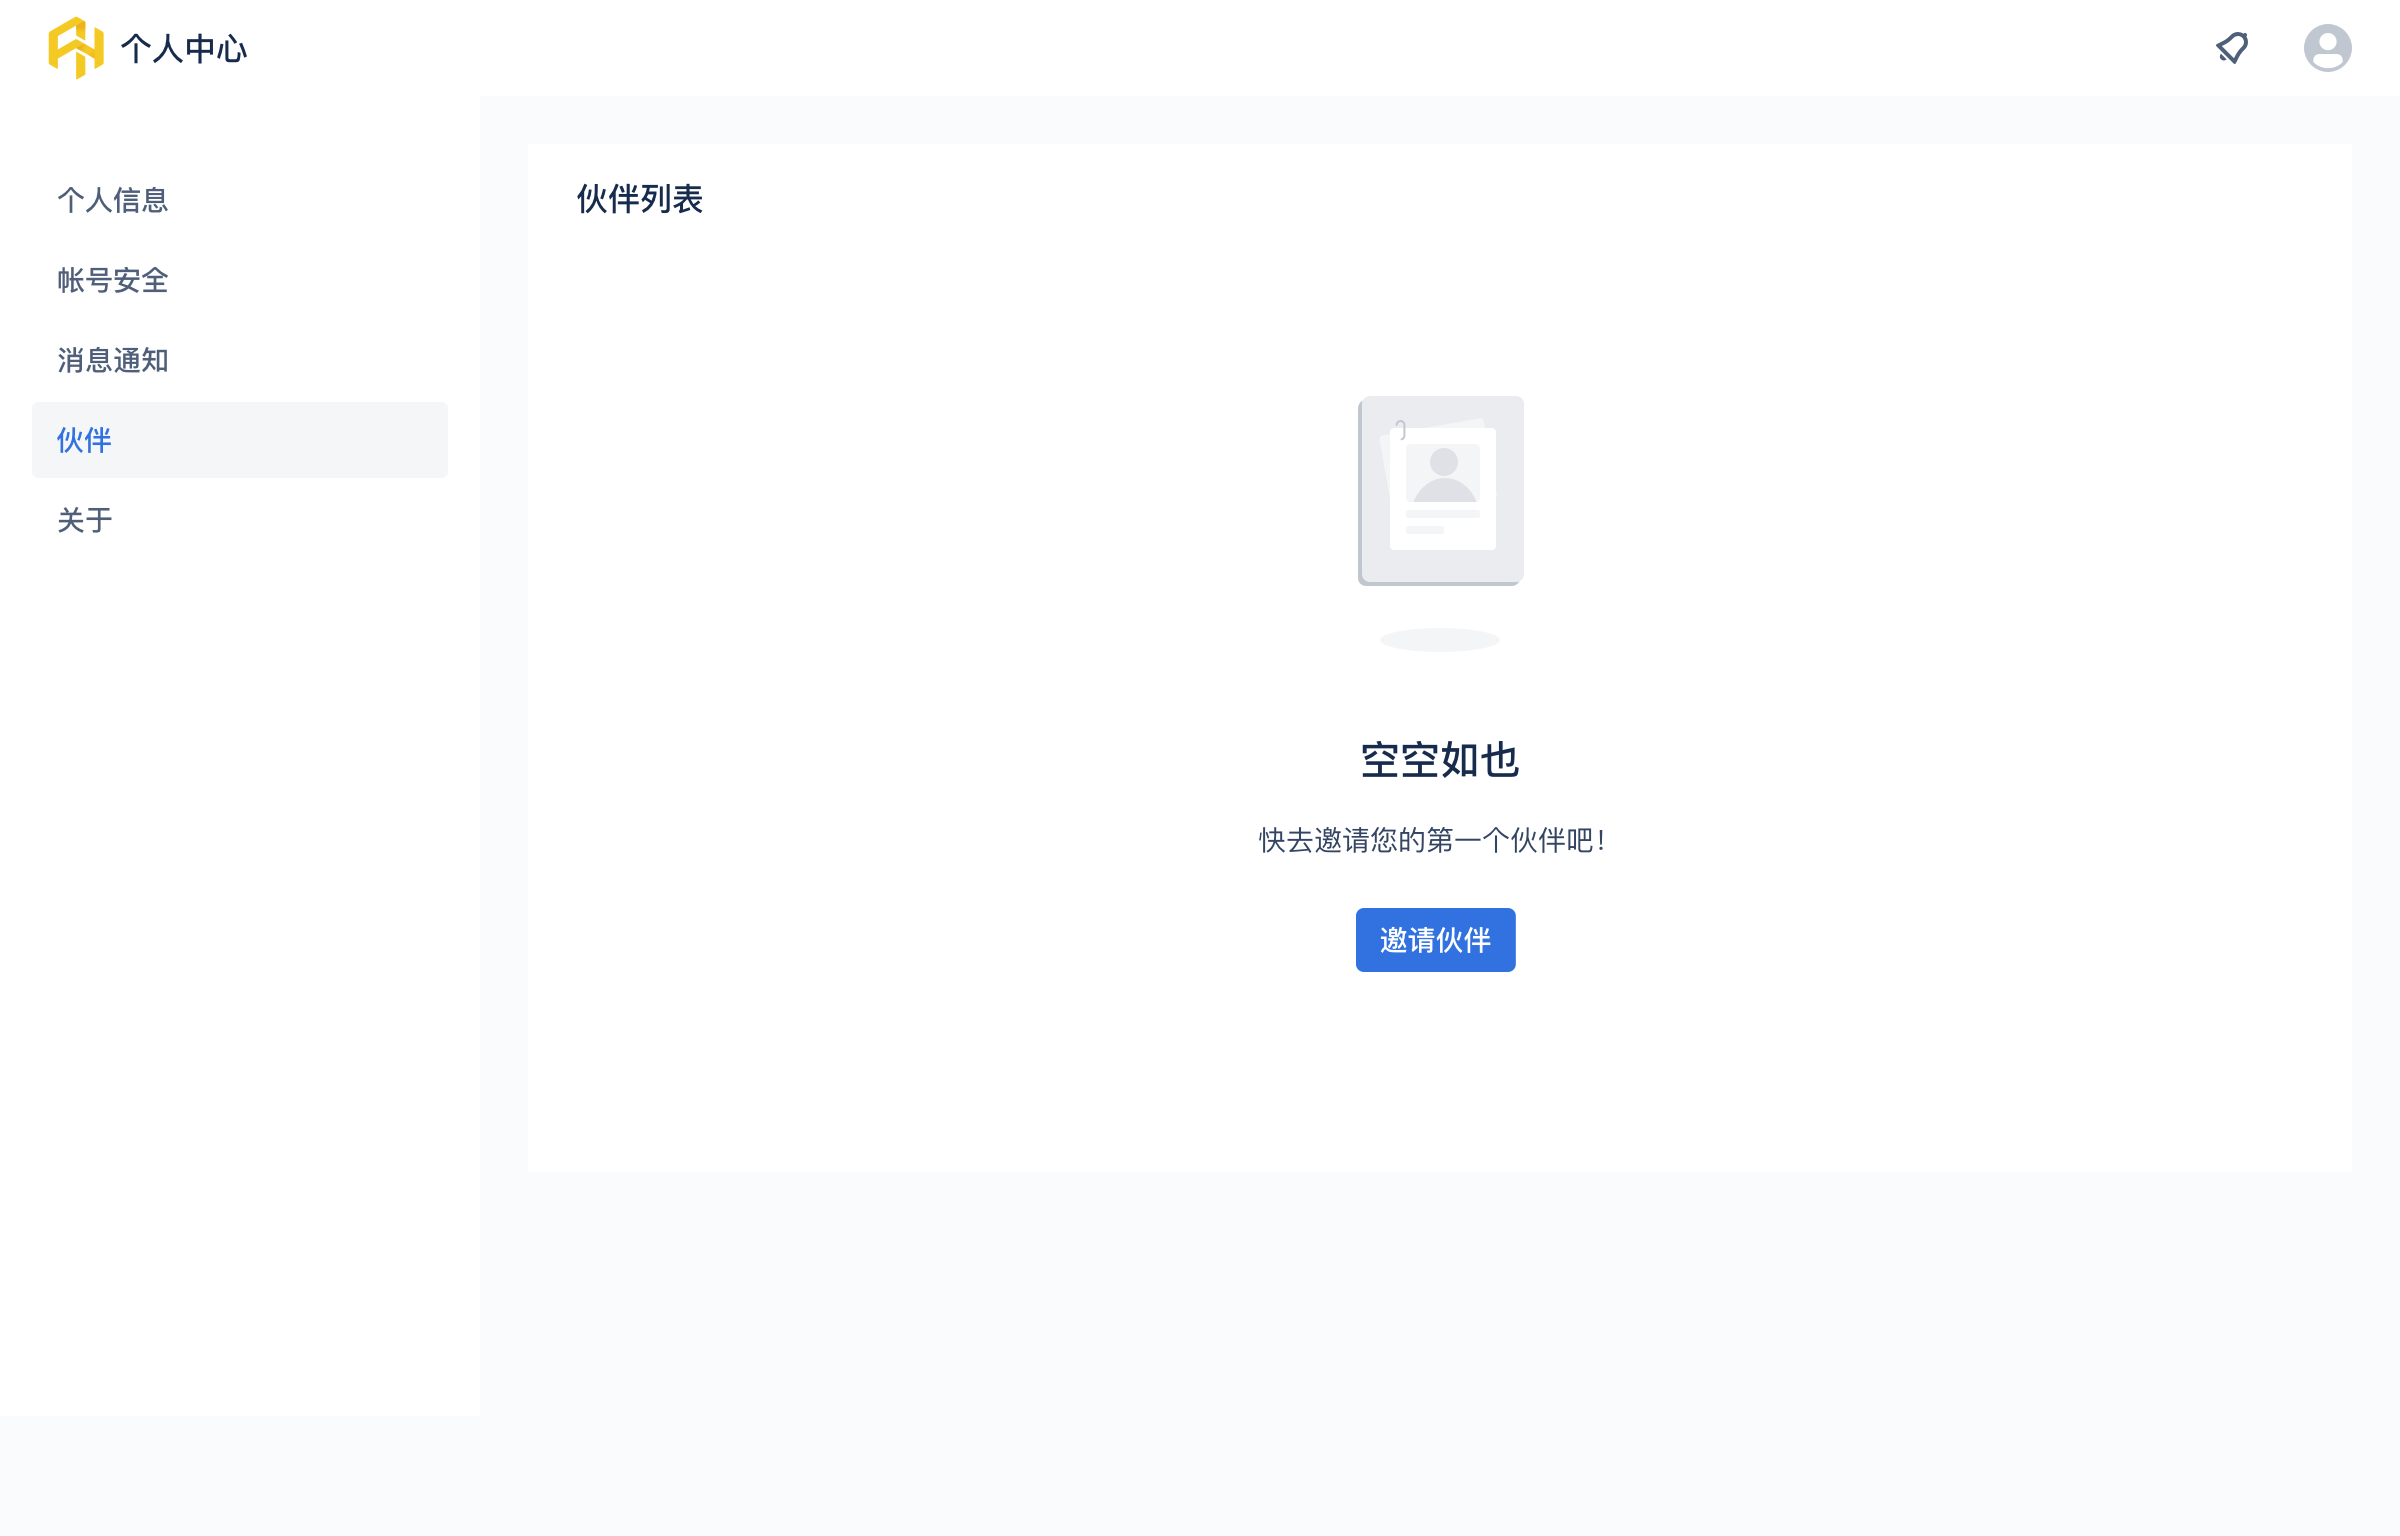 个人中心
个人信息
帐号安全
消息通知
伙伴
关于
伙伴列表
空空如也
快去邀请您的第一个伙伴吧！
邀请伙伴